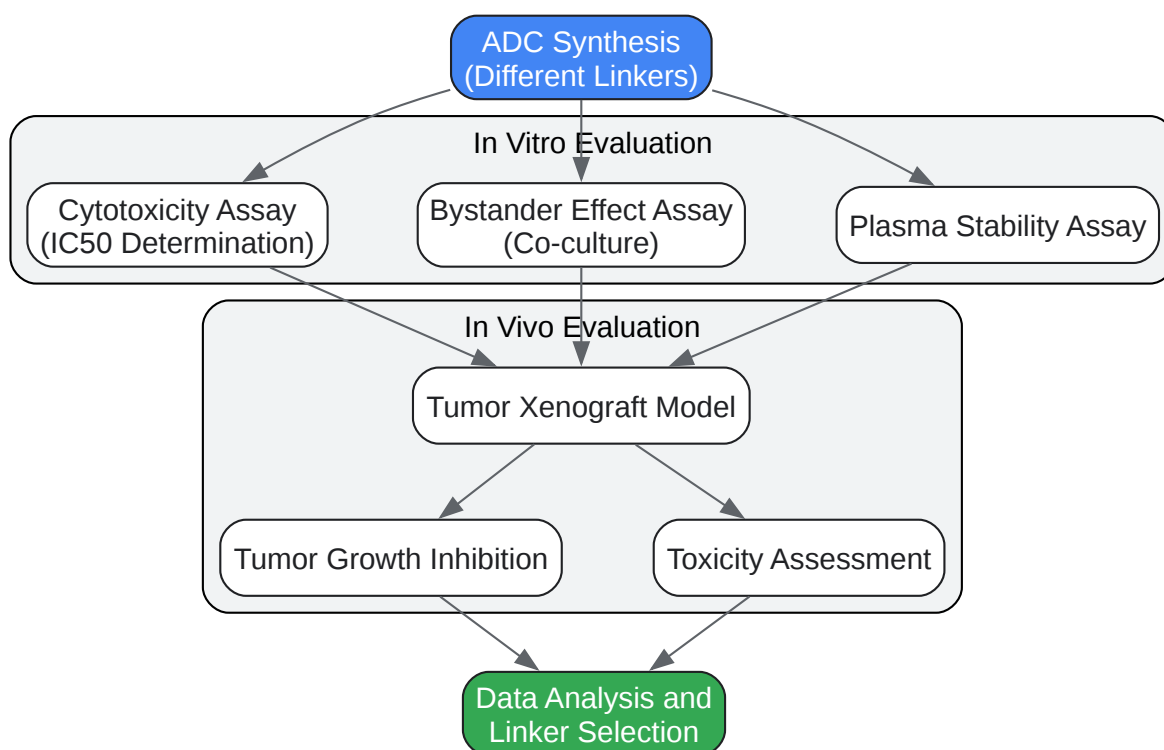 ADC Synthesis
(Different Linkers)
In Vitro Evaluation
Cytotoxicity Assay
(IC50 Determination)
Bystander Effect Assay
(Co-culture)
Plasma Stability Assay
In Vivo Evaluation
Tumor Xenograft Model
Tumor Growth Inhibition
Toxicity Assessment
Data Analysis and
Linker Selection